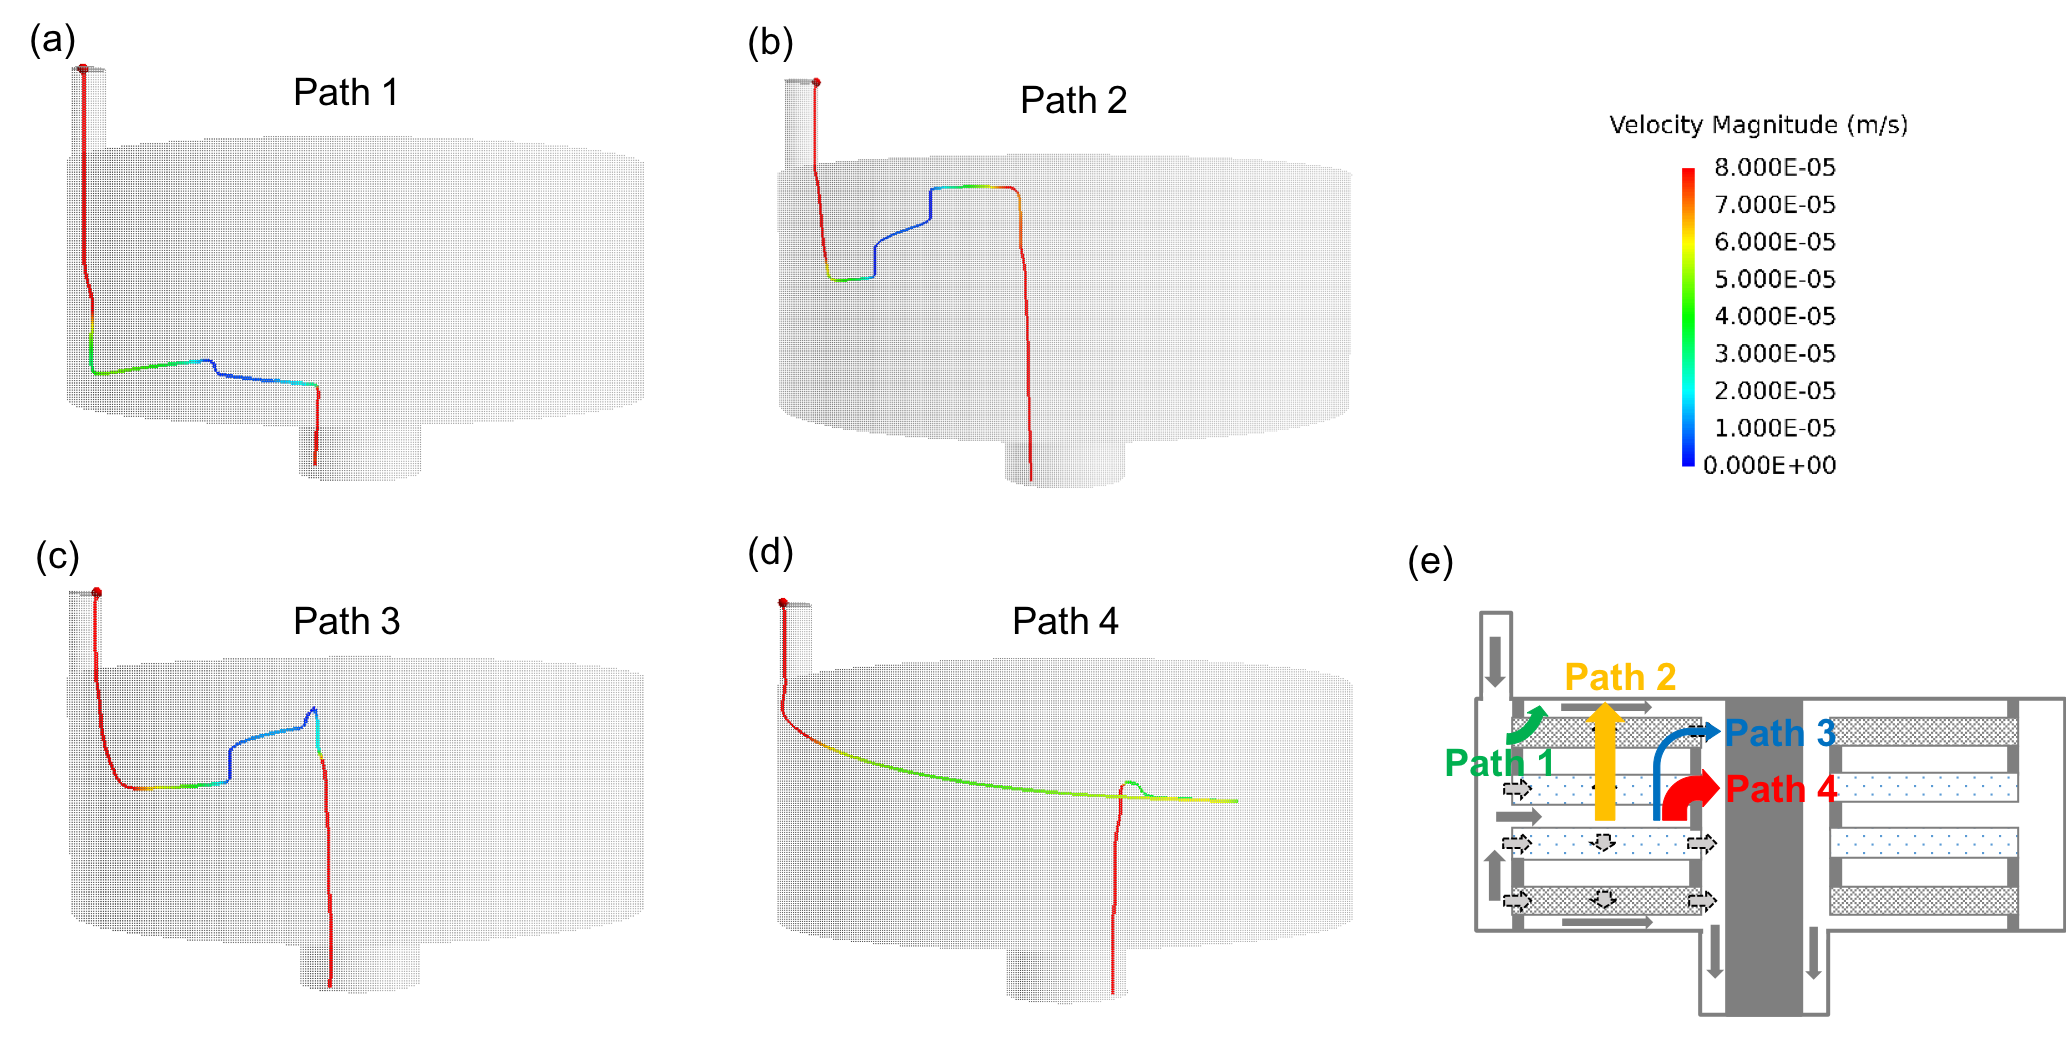 (a)
Path 1
(b)
Path 2
Velocity Magnitude (m/s)
8.000E-05
7.000E-05
6.000E-05
5.000E-05
4.000E-05
3.000E-05
2.000E-05
1.000E-05
0.000E+00
(c)
Path 3
(d)
Path 4
(e)
Path 2
Path 3
Path 1
Path 4